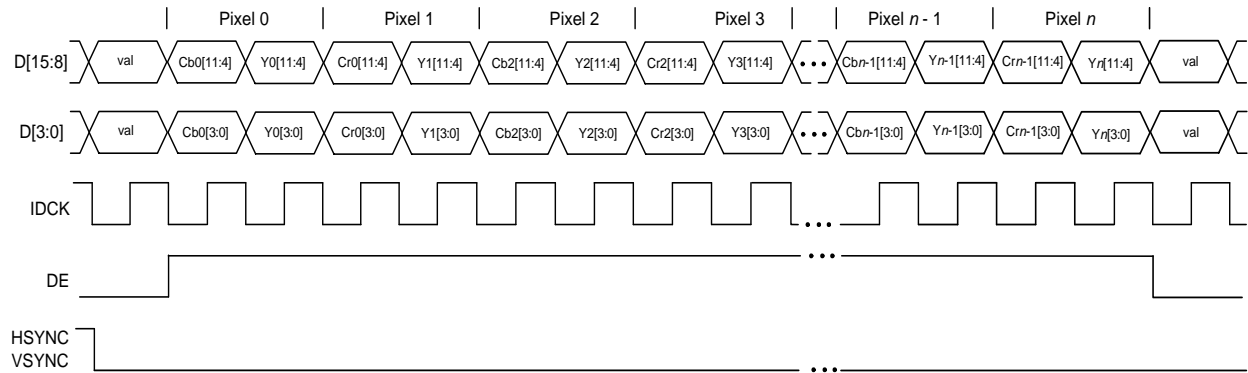 Pixel 0 Pixel 1 Pixel 2 Pixel 3 Pixel n - 1 Pixel n
D[15:8] val Cb0[11:4] Y0[11:4] Cr0[11:4] Y1[11:4] Cb2[11:4] Y2[11:4] Cr2[11:4] Y3[11:4] ••• Cbn-1[11:4] Yn-1[11:4] Crn-1[11:4] Yn[11:4] val
D[3:0] val Cb0[3:0] Y0[3:0] Cr0[3:0] Y1[3:0] Cb2[3:0] Y2[3:0] Cr2[3:0] Y3[3:0] ••• Cbn-1[3:0] Yn-1[3:0] Crn-1[3:0] Yn[3:0] val
IDCK •••
DE •••
HSYNC
VSYNC •••